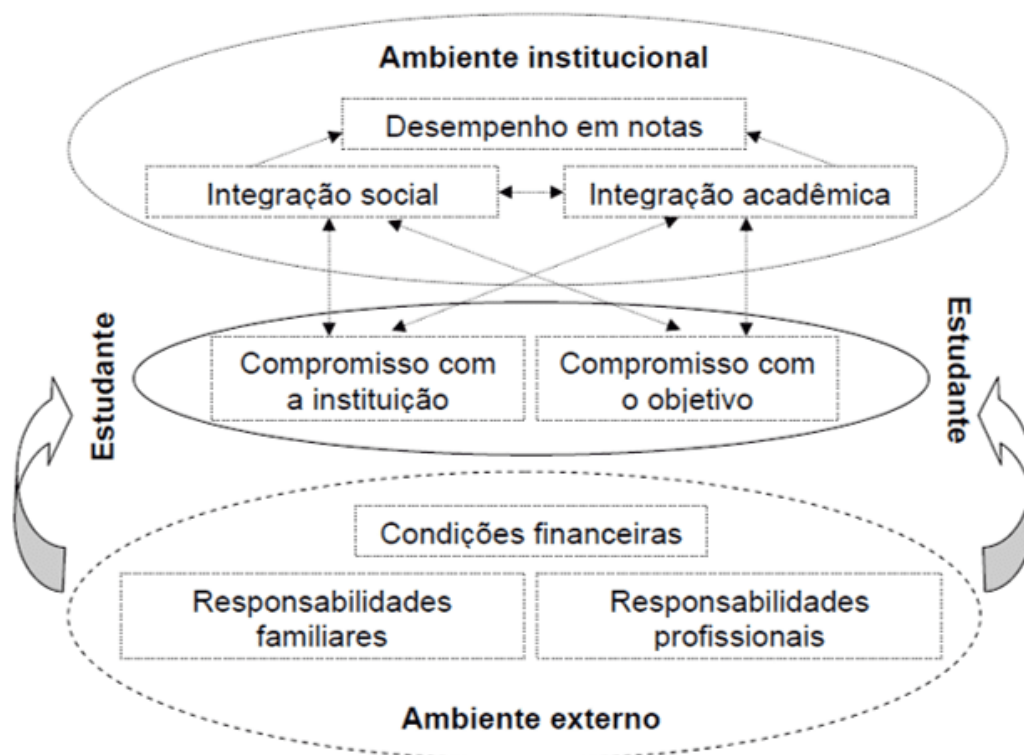 Ambiente institucional
Desempenho em notas
Integração social
Integração acadêmica
Estudante
Estudante
Compromisso com
a instituição
Compromisso com
o objetivo
Condições financeiras
Responsabilidades
familiares
Responsabilidades
profissionais
Ambiente externo